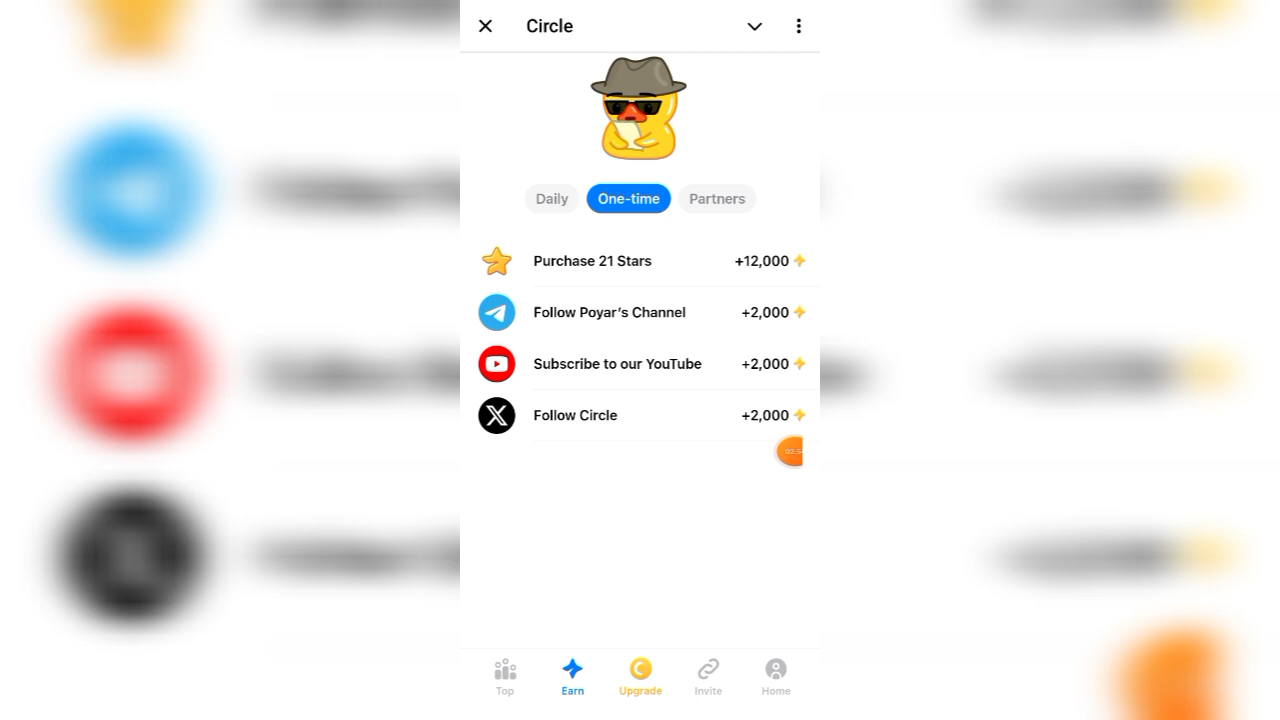 Circle
Daily One-time Partners
Purchase 21 Stars +12,000
Follow Poyar's Channel +2,000
Subscribe to our YouTube +2,000
Follow Circle +2,000
Top Earn Upgrade Invite Home